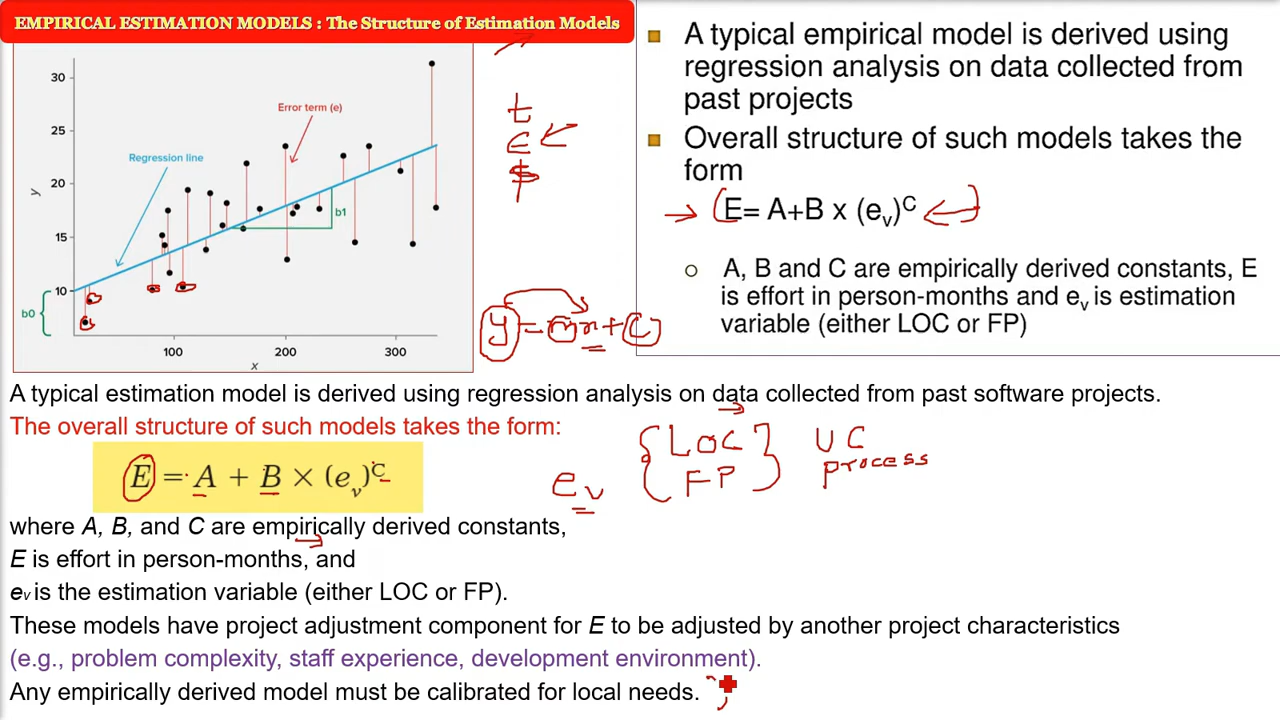 EMPIRICAL ESTIMATION MODELS : The Structure of Estimation Models
30
25
20
15
10
y
Error term (e)
Regression line
b1
b0
100
200
300
x
t
E
$
y = mx + C
A typical empirical model is derived using
regression analysis on data collected from
past projects
Overall structure of such models takes the
form
E= A+B x (ev)C
A, B and C are empirically derived constants, E
is effort in person-months and ev is estimation
variable (either LOC or FP)
A typical estimation model is derived using regression analysis on data collected from past software projects.
The overall structure of such models takes the form:
E = A + B × (ev)C
ev
LOC
FP
UC
process
where A, B, and C are empirically derived constants,
E is effort in person-months, and
ev is the estimation variable (either LOC or FP).
These models have project adjustment component for E to be adjusted by another project characteristics
(e.g., problem complexity, staff experience, development environment).
Any empirically derived model must be calibrated for local needs.